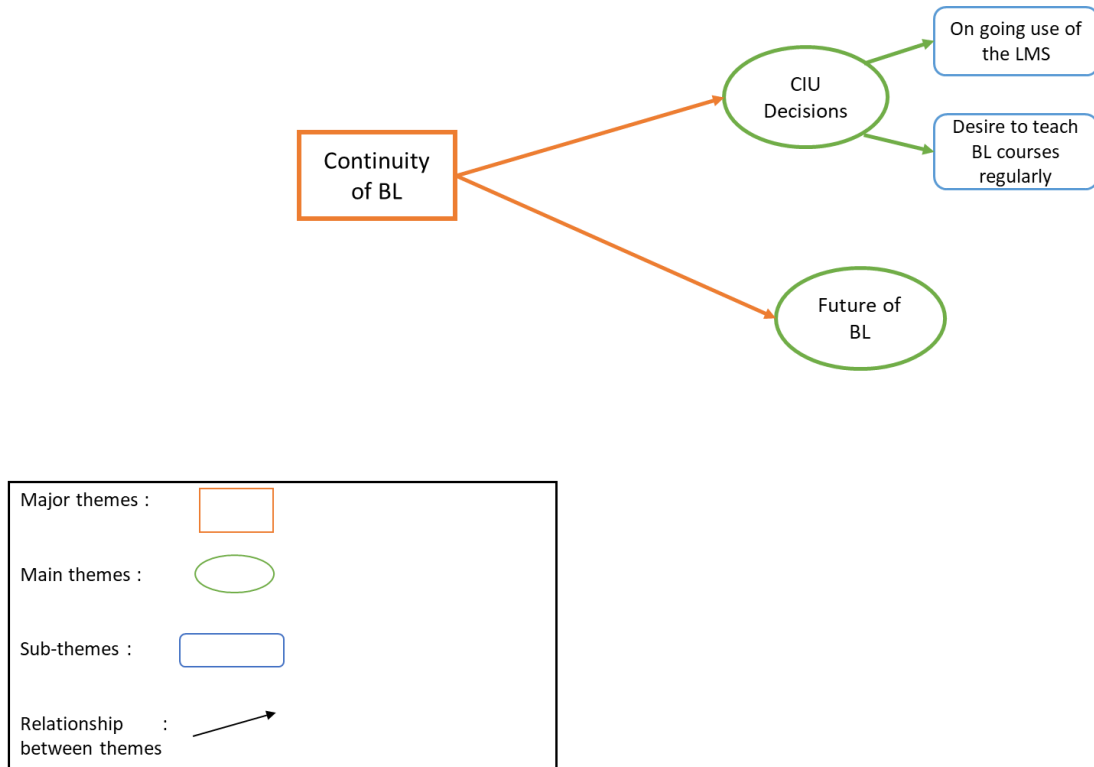 On going use of
the LMS
CIU
Decisions
Desire to teach
BL courses
regularly
Continuity
of BL
Future of
BL
Major themes :
Main themes :
Sub-themes :
Relationship :
between themes